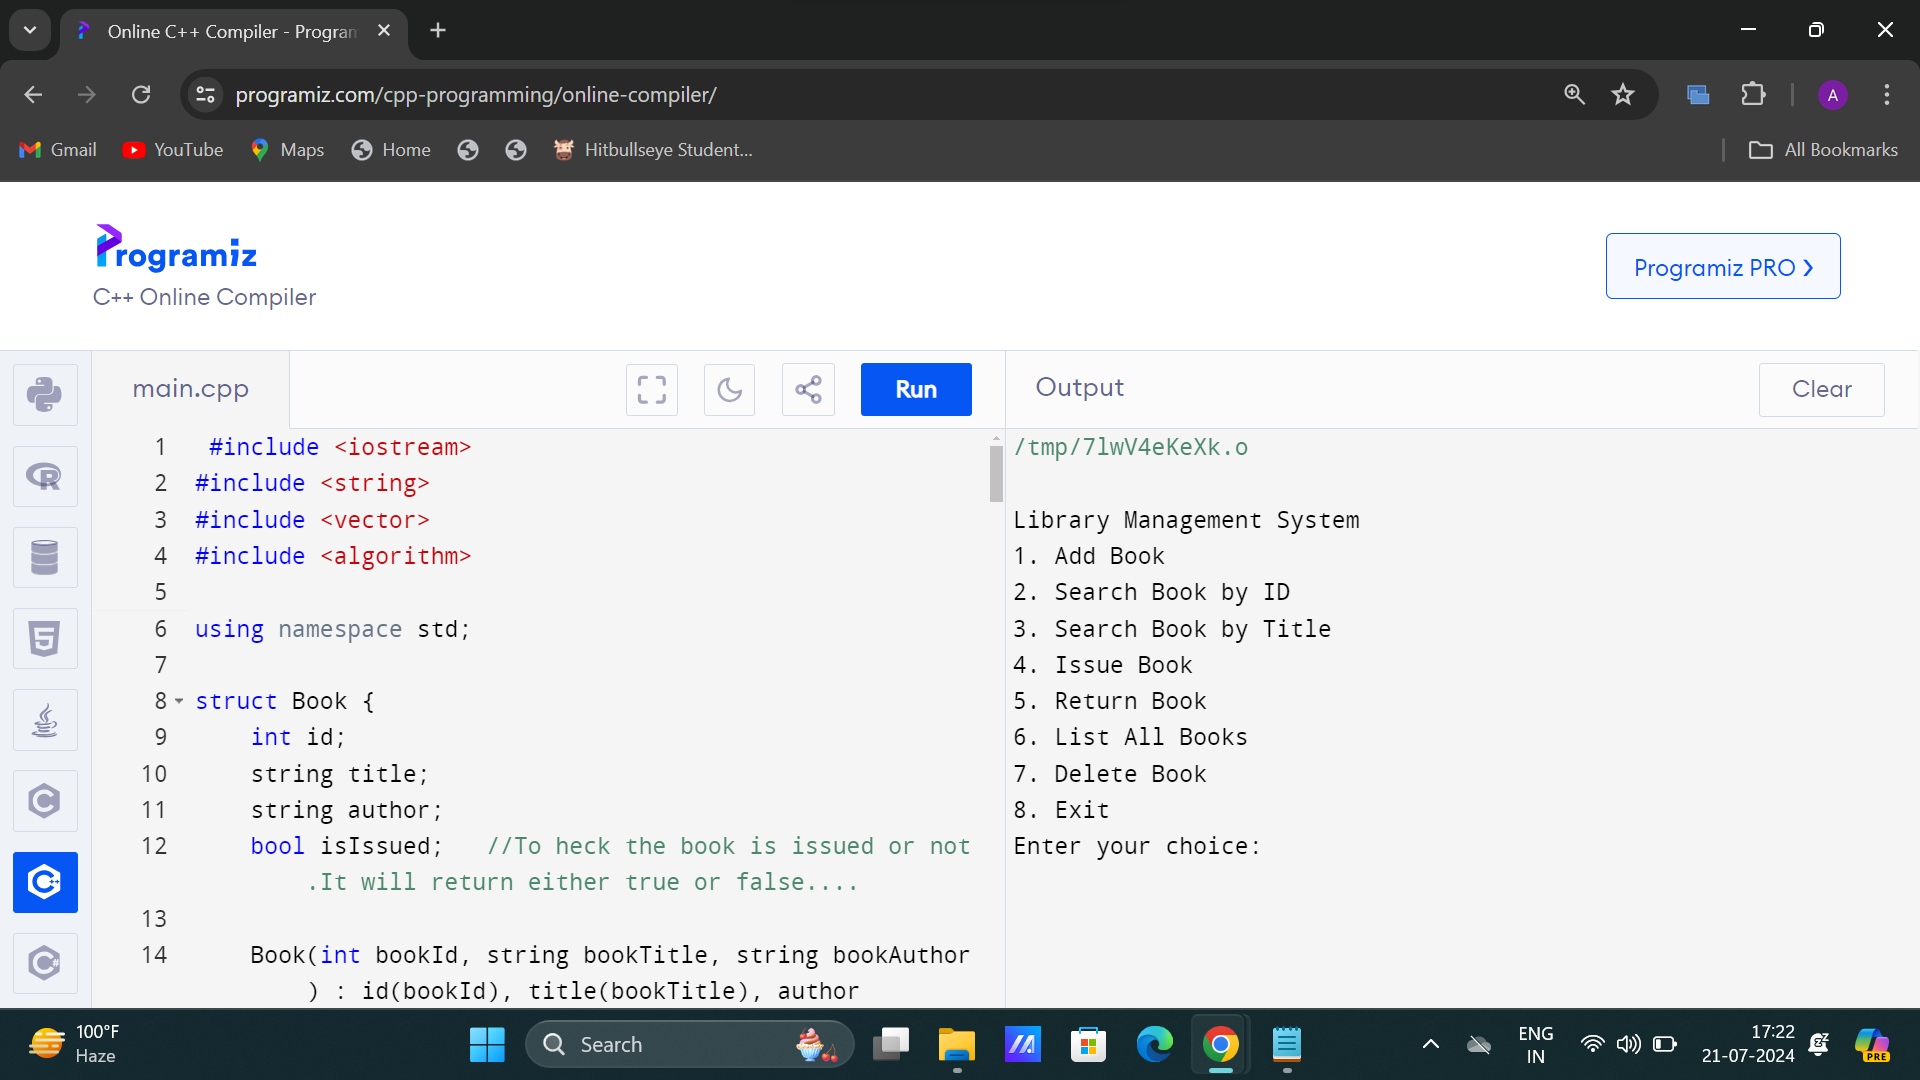 Online C++ Compiler - Program
programiz.com/cpp-programming/online-compiler/
A
Gmail
YouTube
Maps
Home
Hitbullseye Student...
All Bookmarks
Programiz
C++ Online Compiler
Programiz PRO ›
main.cpp
Run
1 #include <iostream>
2 #include <string>
3 #include <vector>
4 #include <algorithm>
5
6 using namespace std;
7
8 struct Book {
9 int id;
10 string title;
11 string author;
12 bool isIssued; //To heck the book is issued or not
.It will return either true or false....
13
14 Book(int bookId, string bookTitle, string bookAuthor
) : id(bookId), title(bookTitle), author
Output
Clear
/tmp/7lwV4eKeXk.o
Library Management System
1. Add Book
2. Search Book by ID
3. Search Book by Title
4. Issue Book
5. Return Book
6. List All Books
7. Delete Book
8. Exit
Enter your choice:
100°F
Haze
Search
PRE
ENG
IN
17:22
21-07-2024